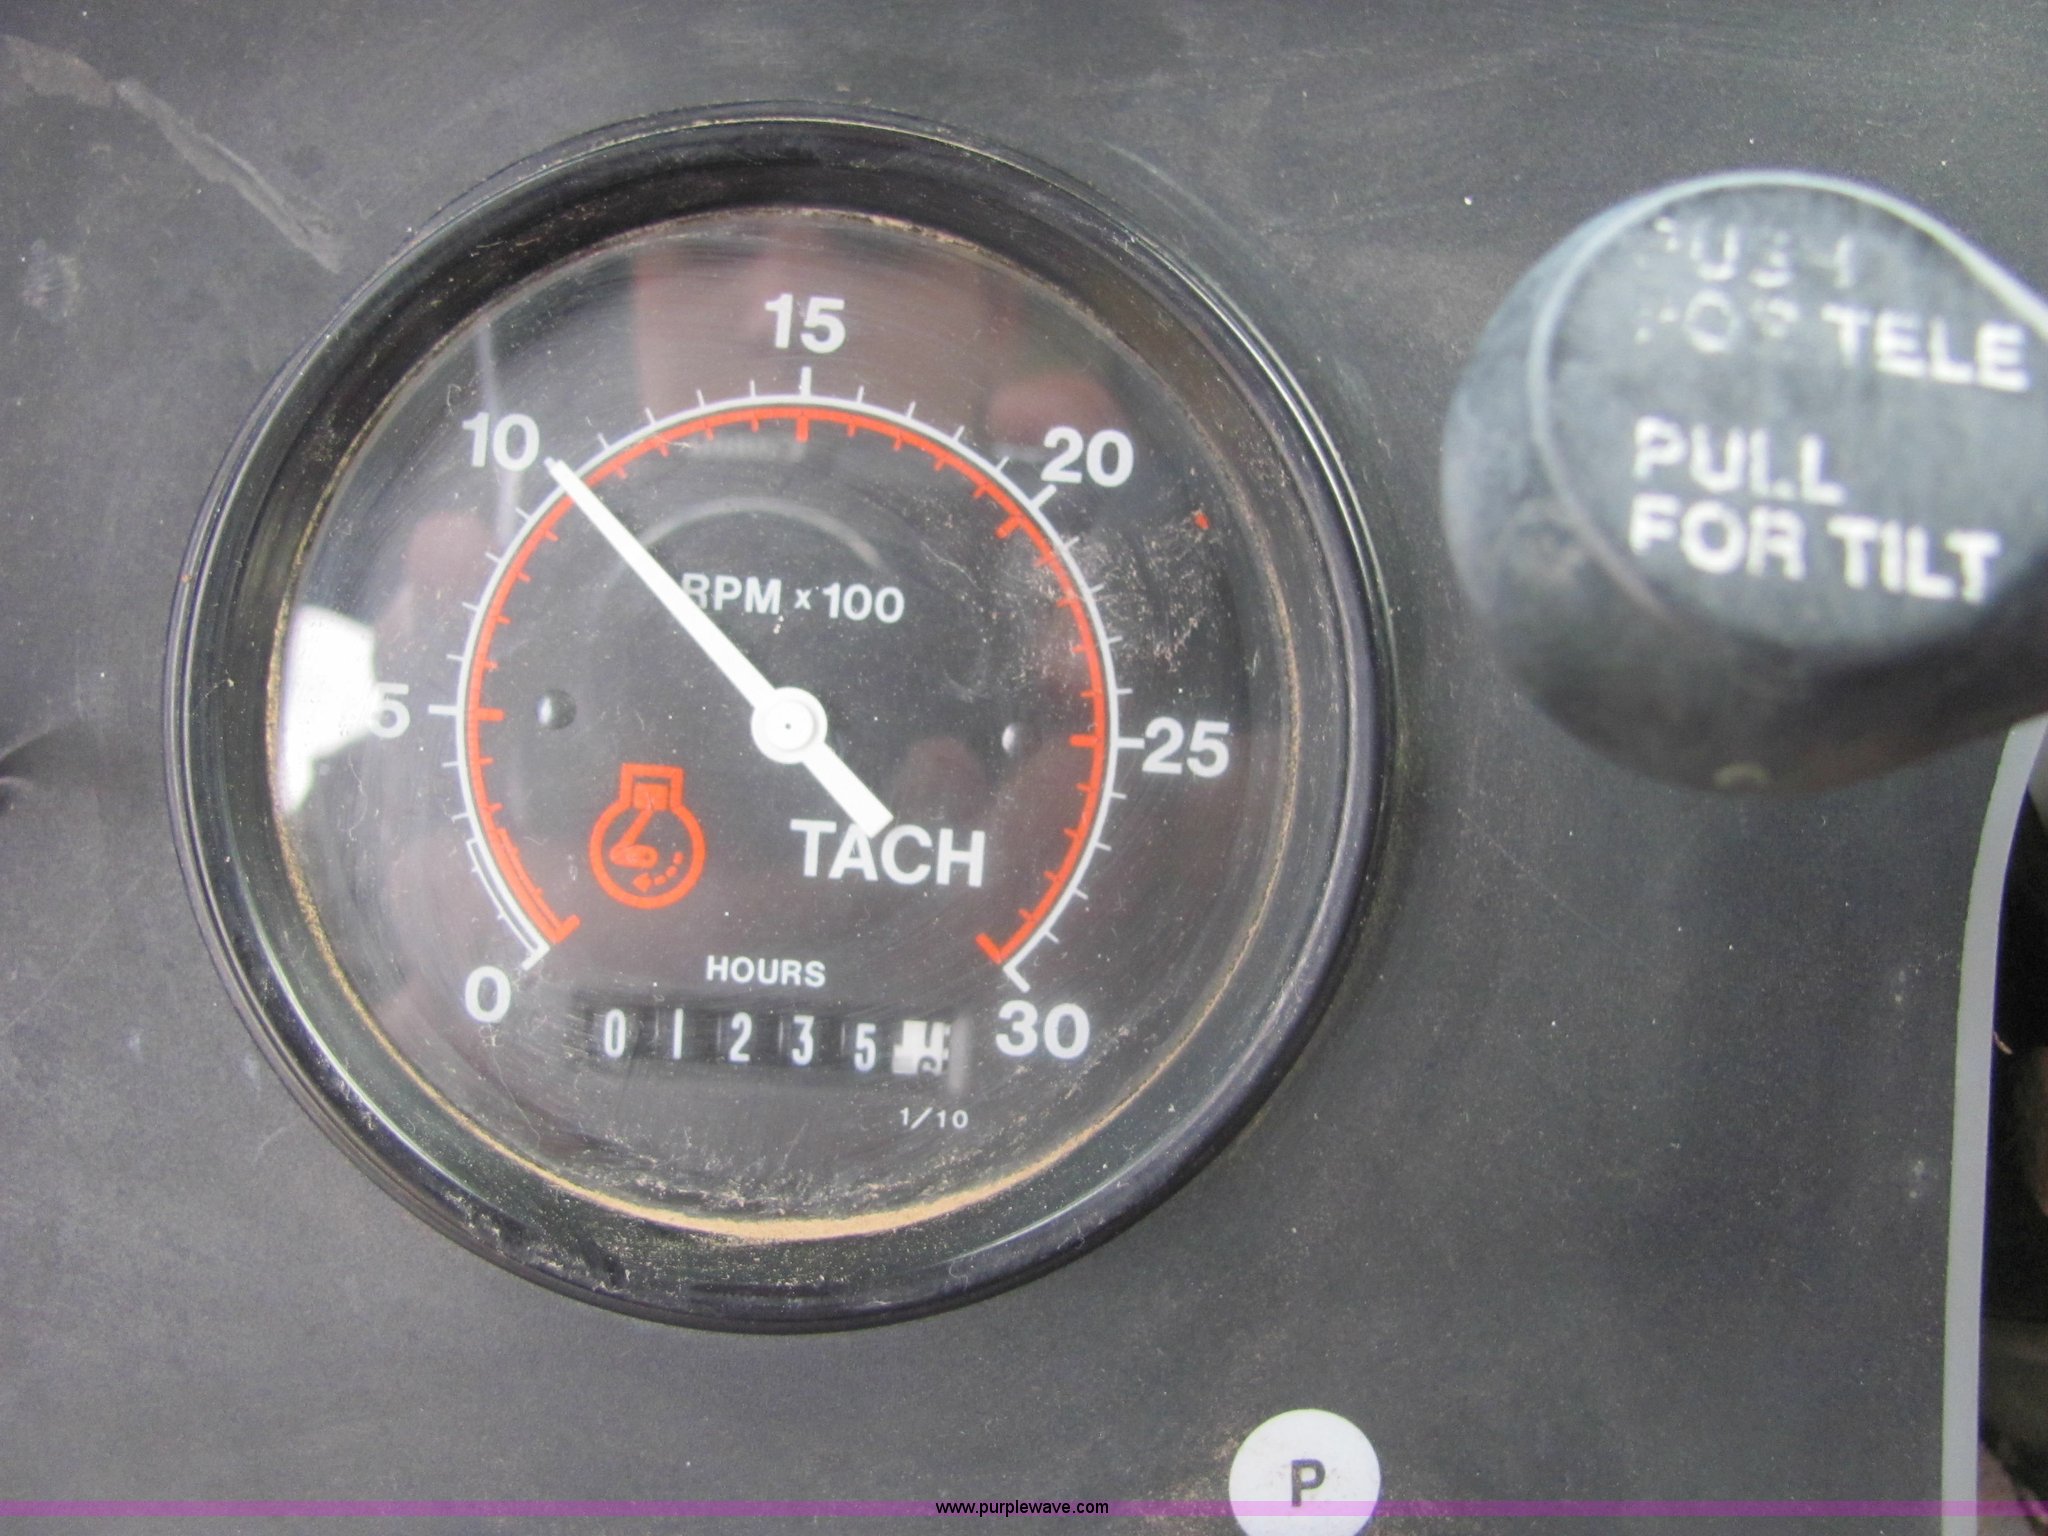 15
10
20
RPM x 100
5
25
TACH
HOURS
0
30
0 1 2 3 5
1/10
FOR TELE
PULL
FOR TILT
P
www.purplewave.com